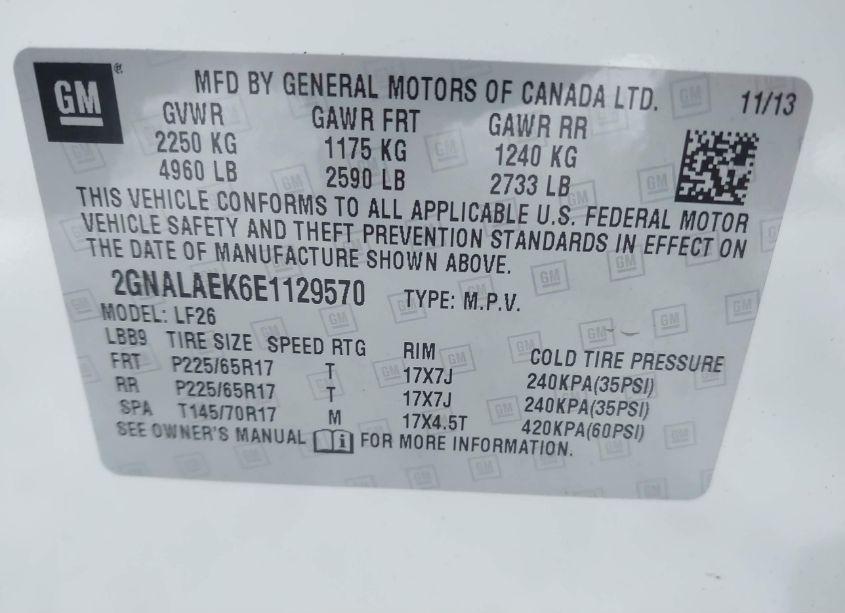 GM
MFD BY GENERAL MOTORS OF CANADA LTD. 11/13
GVWR GAWR FRT GAWR RR
2250 KG 1175 KG 1240 KG
4960 LB 2590 LB 2733 LB
THIS VEHICLE CONFORMS TO ALL APPLICABLE U.S. FEDERAL MOTOR
VEHICLE SAFETY AND THEFT PREVENTION STANDARDS IN EFFECT ON
THE DATE OF MANUFACTURE SHOWN ABOVE.
2GNALAEK6E1129570 TYPE: M.P.V.
MODEL: LF26
LBB9 TIRE SIZE SPEED RTG RIM COLD TIRE PRESSURE
FRT P225/65R17 T 17X7J 240KPA(35PSI)
RR P225/65R17 T 17X7J 240KPA(35PSI)
SPA T145/70R17 M 17X4.5T 420KPA(60PSI)
SEE OWNER'S MANUAL i FOR MORE INFORMATION.